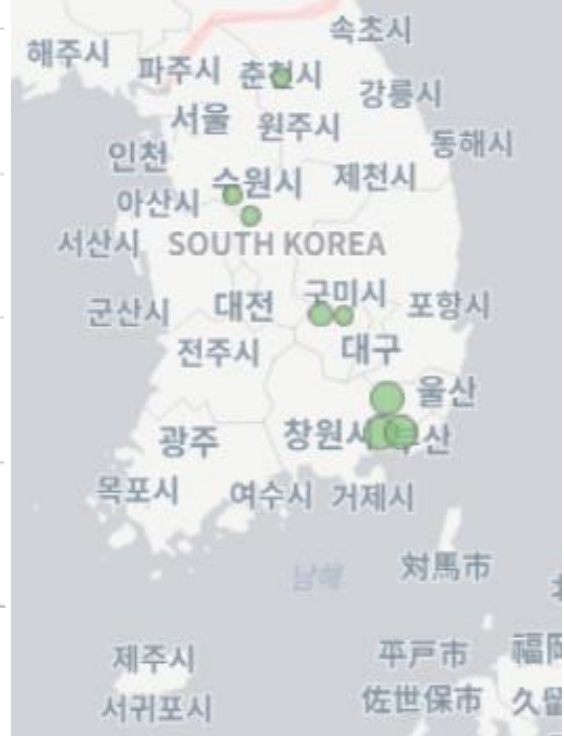 속초시
해주시
파주시
춘천시
강릉시
서울
원주시
동해시
인천
수원시
제천시
아산시
서산시
SOUTH KOREA
군산시
대전
구미시
포항시
전주시
대구
울산
광주
창원시
부산
목포시
여수시
거제시
남해
対馬市
제주시
平戸市
福岡
서귀포시
佐世保市
久留